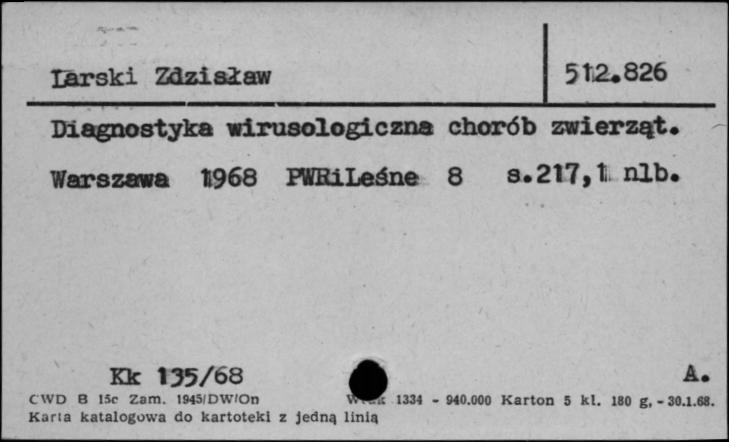 Larski Zdzisław
512.826
Diagnostyka wirusologiczna chorób zwierząt.
Warszawa 1968 PWRiLeśne 8 s.217,1 nlb.
Kk 135/68
A.
CWD B 15c Zam. 1945/DW/On
1334 - 940.000 Karton 5 kl. 180 g, - 30.1.68.
Karta katalogowa do kartoteki z jedną linią